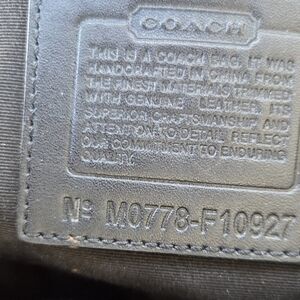 COACH
THIS IS A COACH BAG. IT WAS
HANDCRAFTED IN CHINA FROM
THE FINEST MATERIALS TRIMMED
WITH GENUINE LEATHER. ITS
SUPERIOR CRAFTSMANSHIP AND
ATTENTION TO DETAIL REFLECT
OUR COMMITMENT TO ENDURING
QUALITY.
Nº M0778-F10927